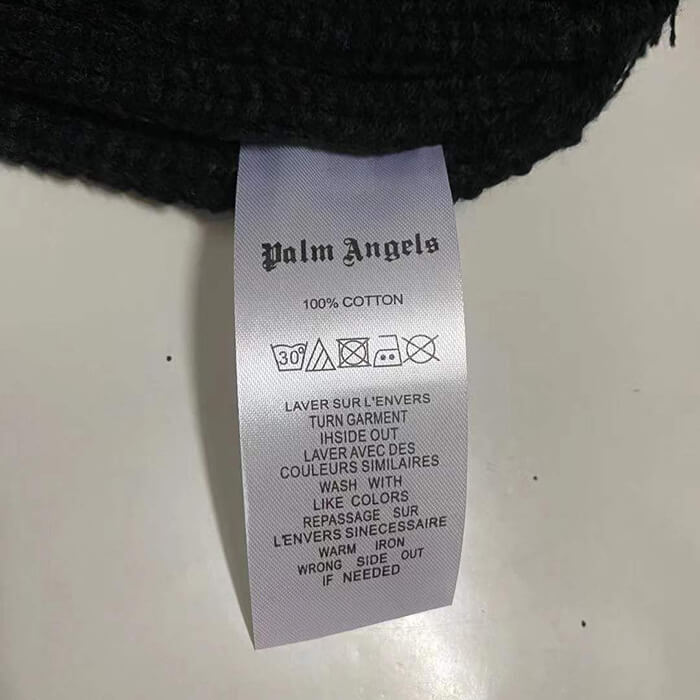 Palm Angels
100% COTTON
30°
LAVER SUR L'ENVERS
TURN GARMENT
IHSIDE OUT
LAVER AVEC DES
COULEURS SIMILAIRES
WASH WITH
LIKE COLORS
REPASSAGE SUR
L'ENVERS SINECESSAIRE
WARM IRON
WRONG SIDE OUT
IF NEEDED